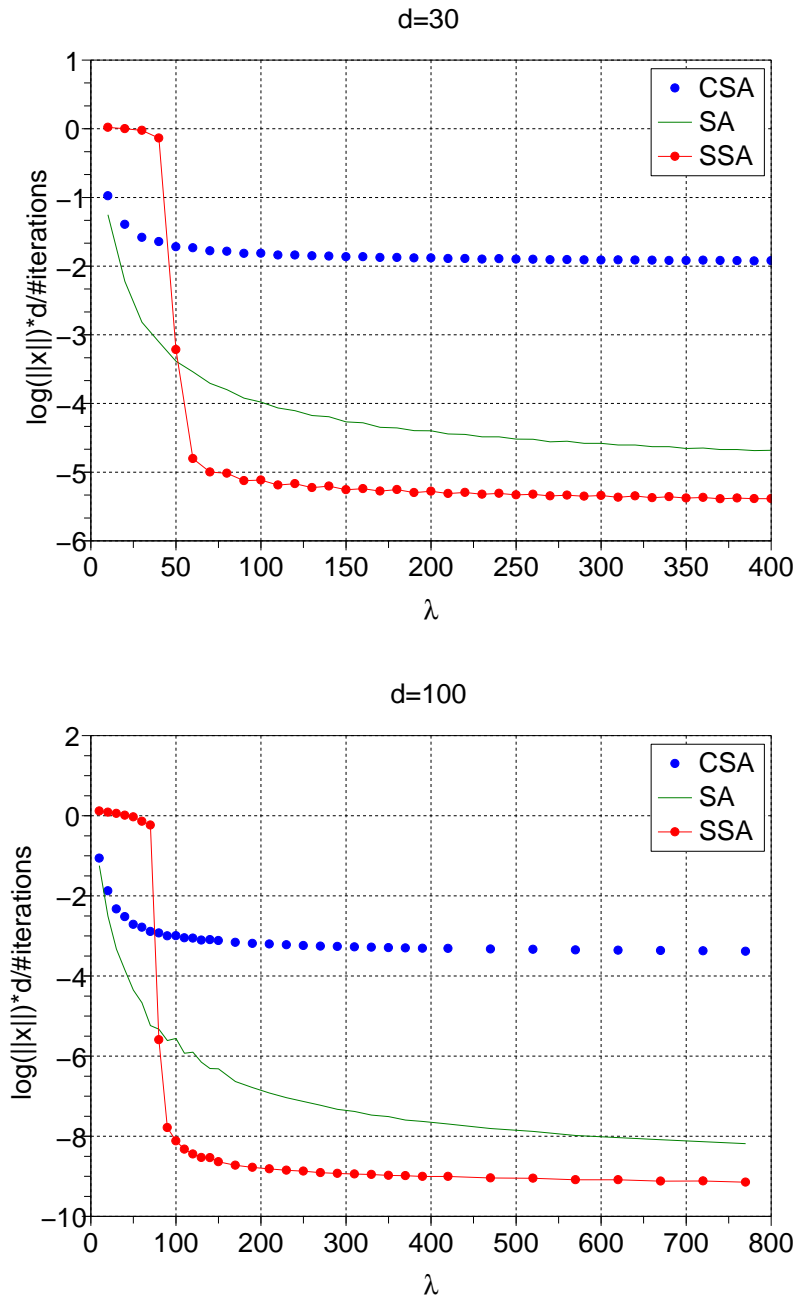 d=30
1
0
−1
−2
−3
−4
−5
−6
log(||x||)*d/#iterations
CSA
SA
SSA
0 50 100 150 200 250 300 350 400
λ
d=100
2
0
−2
−4
−6
−8
−10
log(||x||)*d/#iterations
CSA
SA
SSA
0 100 200 300 400 500 600 700 800
λ